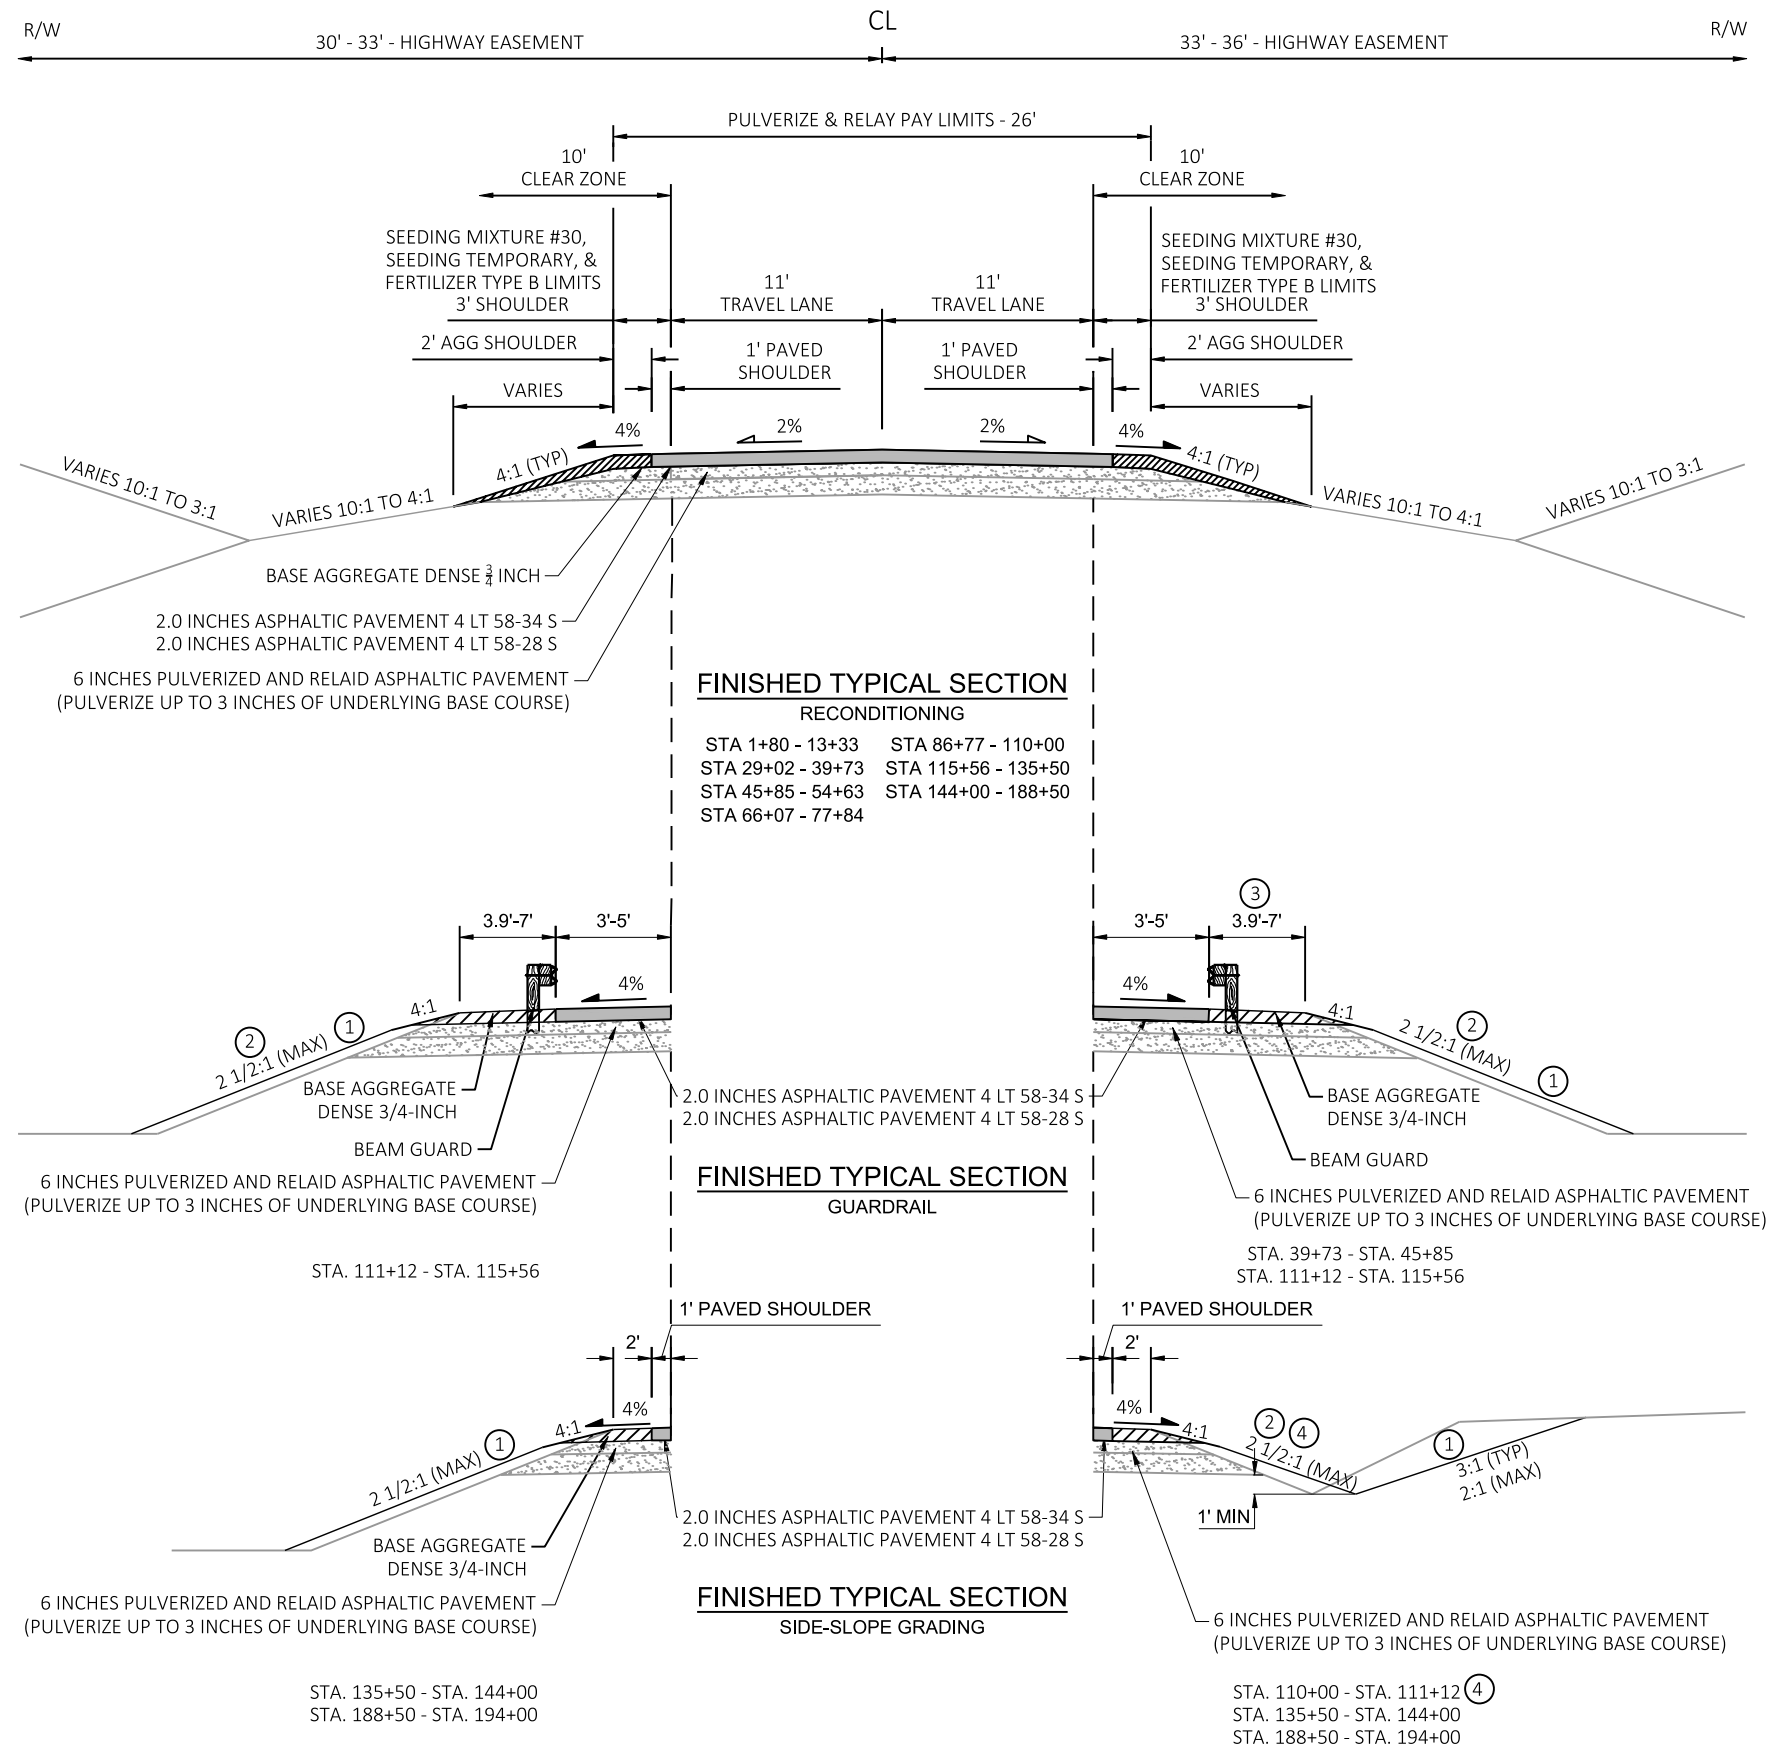 R/W
CL
R/W
30' - 33' - HIGHWAY EASEMENT
33' - 36' - HIGHWAY EASEMENT
PULVERIZE & RELAY PAY LIMITS - 26'
10'
CLEAR ZONE
10'
CLEAR ZONE
SEEDING MIXTURE #30,
SEEDING TEMPORARY, &
FERTILIZER TYPE B LIMITS
3' SHOULDER
11'
TRAVEL LANE
11'
TRAVEL LANE
SEEDING MIXTURE #30,
SEEDING TEMPORARY, &
FERTILIZER TYPE B LIMITS
3' SHOULDER
2' AGG SHOULDER
1' PAVED
SHOULDER
1' PAVED
SHOULDER
2' AGG SHOULDER
VARIES
VARIES
4%
2%
2%
4%
VARIES 10:1 TO 3:1
VARIES 10:1 TO 4:1
4:1 (TYP)
4:1 (TYP)
VARIES 10:1 TO 4:1
VARIES 10:1 TO 3:1
BASE AGGREGATE DENSE 3/4 INCH
2.0 INCHES ASPHALTIC PAVEMENT 4 LT 58-34 S
2.0 INCHES ASPHALTIC PAVEMENT 4 LT 58-28 S
6 INCHES PULVERIZED AND RELAID ASPHALTIC PAVEMENT
(PULVERIZE UP TO 3 INCHES OF UNDERLYING BASE COURSE)
FINISHED TYPICAL SECTION
RECONDITIONING
STA 1+80 - 13+33 STA 86+77 - 110+00
STA 29+02 - 39+73 STA 115+56 - 135+50
STA 45+85 - 54+63 STA 144+00 - 188+50
STA 66+07 - 77+84
3.9'-7'
3'-5'
3'-5'
3
3.9'-7'
4%
4%
4:1
4:1
2
2 1/2:1 (MAX)
1
2
2 1/2:1 (MAX)
1
BASE AGGREGATE
DENSE 3/4-INCH
BEAM GUARD
6 INCHES PULVERIZED AND RELAID ASPHALTIC PAVEMENT
(PULVERIZE UP TO 3 INCHES OF UNDERLYING BASE COURSE)
2.0 INCHES ASPHALTIC PAVEMENT 4 LT 58-34 S
2.0 INCHES ASPHALTIC PAVEMENT 4 LT 58-28 S
BASE AGGREGATE
DENSE 3/4-INCH
BEAM GUARD
6 INCHES PULVERIZED AND RELAID ASPHALTIC PAVEMENT
(PULVERIZE UP TO 3 INCHES OF UNDERLYING BASE COURSE)
FINISHED TYPICAL SECTION
GUARDRAIL
STA. 111+12 - STA. 115+56
STA. 39+73 - STA. 45+85
STA. 111+12 - STA. 115+56
1' PAVED SHOULDER
1' PAVED SHOULDER
2'
2'
4%
4%
4:1
4:1
2 1/2:1 (MAX)
1
2
4
2 1/2:1 (MAX)
1
3:1 (TYP)
2:1 (MAX)
1' MIN
2.0 INCHES ASPHALTIC PAVEMENT 4 LT 58-34 S
2.0 INCHES ASPHALTIC PAVEMENT 4 LT 58-28 S
BASE AGGREGATE
DENSE 3/4-INCH
6 INCHES PULVERIZED AND RELAID ASPHALTIC PAVEMENT
(PULVERIZE UP TO 3 INCHES OF UNDERLYING BASE COURSE)
FINISHED TYPICAL SECTION
SIDE-SLOPE GRADING
6 INCHES PULVERIZED AND RELAID ASPHALTIC PAVEMENT
(PULVERIZE UP TO 3 INCHES OF UNDERLYING BASE COURSE)
STA. 135+50 - STA. 144+00
STA. 188+50 - STA. 194+00
STA. 110+00 - STA. 111+12 4
STA. 135+50 - STA. 144+00
STA. 188+50 - STA. 194+00